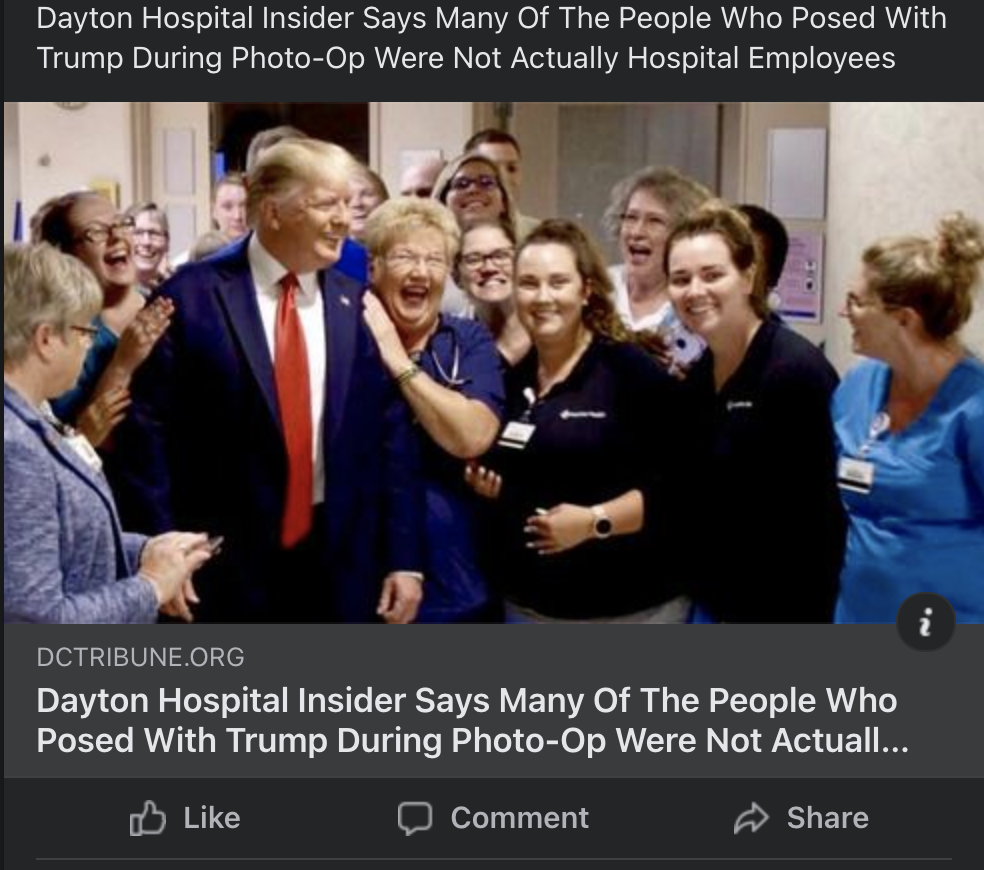 Dayton Hospital Insider Says Many Of The People Who Posed With
Trump During Photo-Op Were Not Actually Hospital Employees
i
DCTRIBUNE.ORG
Dayton Hospital Insider Says Many Of The People Who
Posed With Trump During Photo-Op Were Not Actuall...
Like
Comment
Share